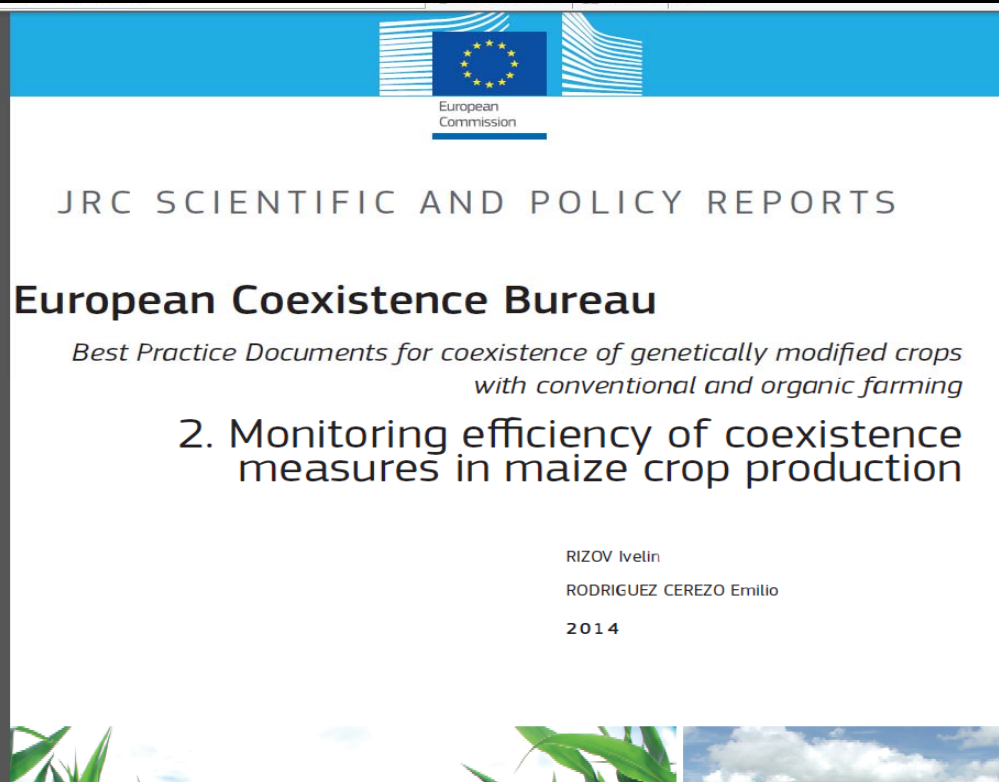 European
Commission
JRC SCIENTIFIC AND POLICY REPORTS
European Coexistence Bureau
Best Practice Documents for coexistence of genetically modified crops
with conventional and organic farming
2. Monitoring efficiency of coexistence
measures in maize crop production
RIZOV Ivelin
RODRIGUEZ CEREZO Emilio
2014